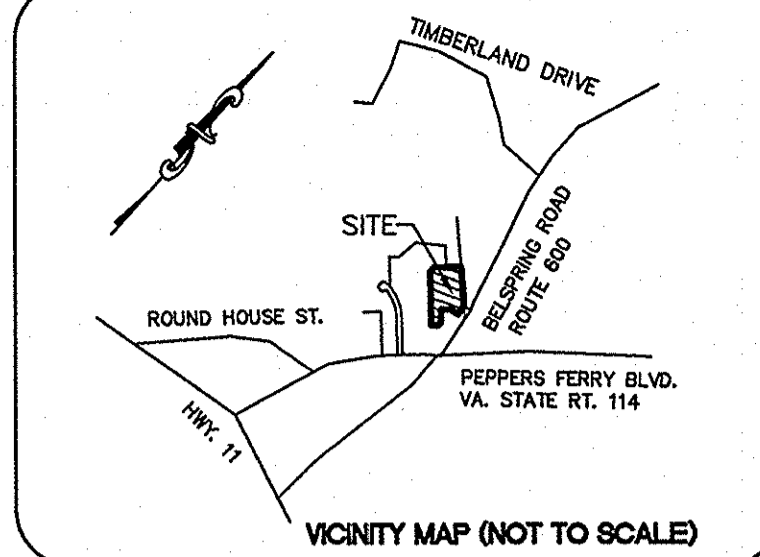 TIMBERLAND DRIVE
SITE
BELSPRING ROAD
ROUTE 600
ROUND HOUSE ST.
PEPPERS FERRY BLVD.
VA. STATE RT. 114
HWY. 11
VICINITY MAP (NOT TO SCALE)